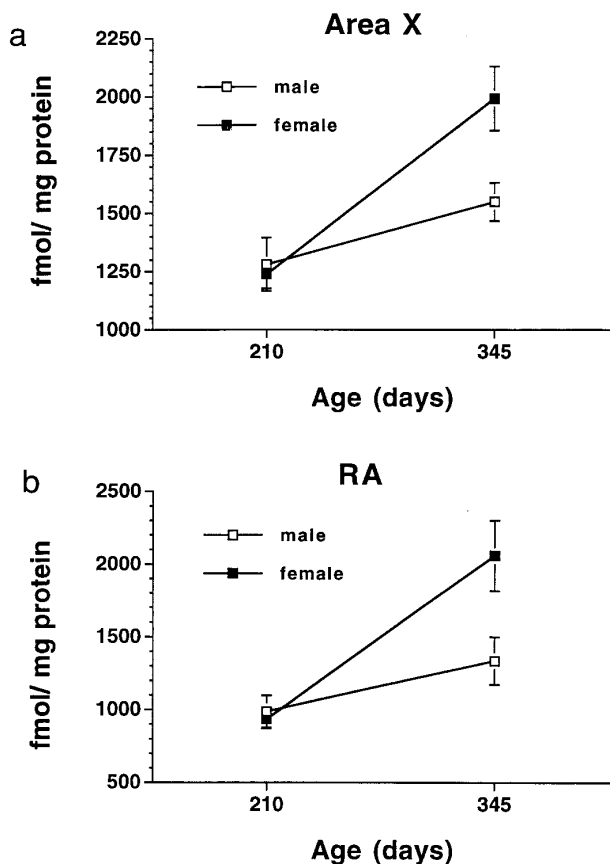 a
Area X
2250
2000
1750
1500
1250
1000
fmol/ mg protein
male
female
210 345
Age (days)
b
RA
2500
2000
1500
1000
500
fmol/ mg protein
male
female
210 345
Age (days)